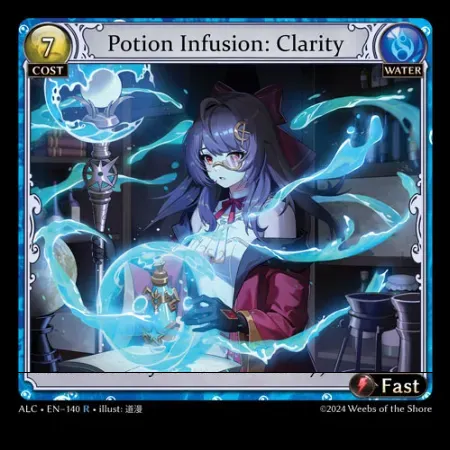 7
Potion Infusion: Clarity
COST
WATER
Fast
ALC • EN-140 R • illust: 道漫
©2024 Weebs of the Shore